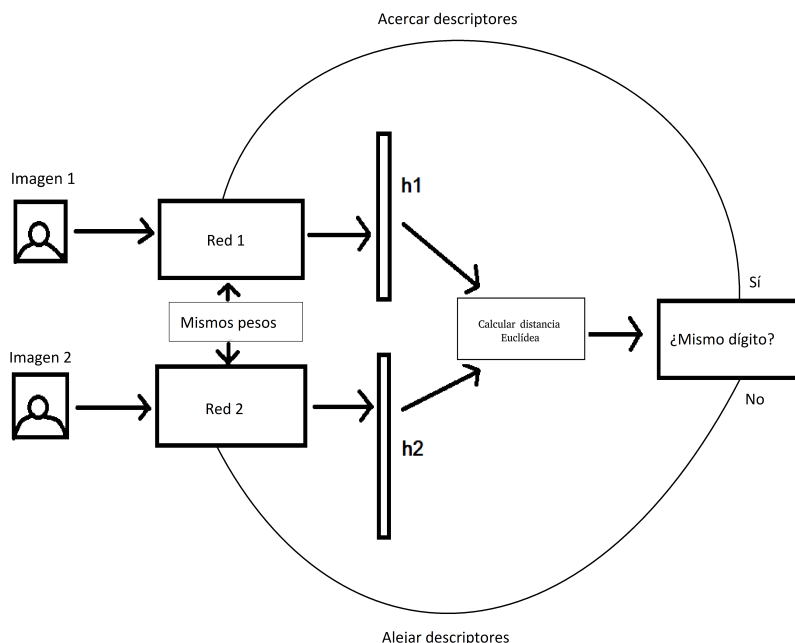 Acercar descriptores
Imagen 1
h1
Red 1
Sí
Mismos pesos
Calcular distancia
Euclídea
¿Mismo dígito?
Imagen 2
No
Red 2
h2
Alejar descriptores